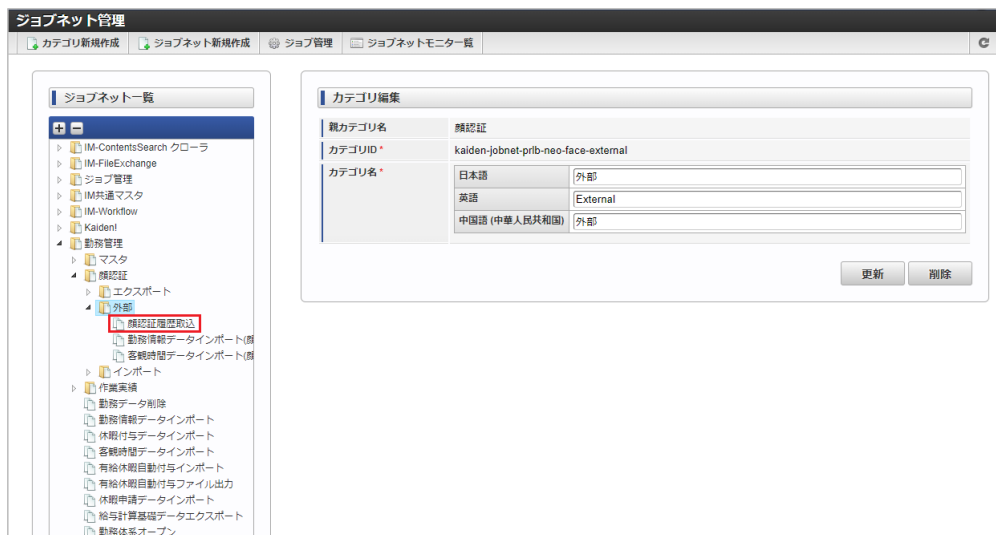 ジョブネット管理
カテゴリ新規作成 ジョブネット新規作成 ジョブ管理 ジョブネットモニタ一覧
ジョブネット一覧
IM-ContentsSearch クローラ
IM-FileExchange
ジョブ管理
IM共通マスタ
IM-Workflow
Kaiden!
勤務管理
マスタ
顔認証
エクスポート
外部
顔認証履歴取込
勤務情報データインポート(顔
客観時間データインポート(顔
インポート
作業実績
勤務データ削除
勤務情報データインポート
休暇付与データインポート
客観時間データインポート
有給休暇自動付与インポート
有給休暇自動付与ファイル出力
休暇申請データインポート
給与計算基礎データエクスポート
勤務体系オープン
カテゴリ編集
親カテゴリ名 顔認証
カテゴリID * kaiden-jobnet-prlb-neo-face-external
カテゴリ名 * 日本語 外部
英語 External
中国語 (中華人民共和国) 外部
更新 削除